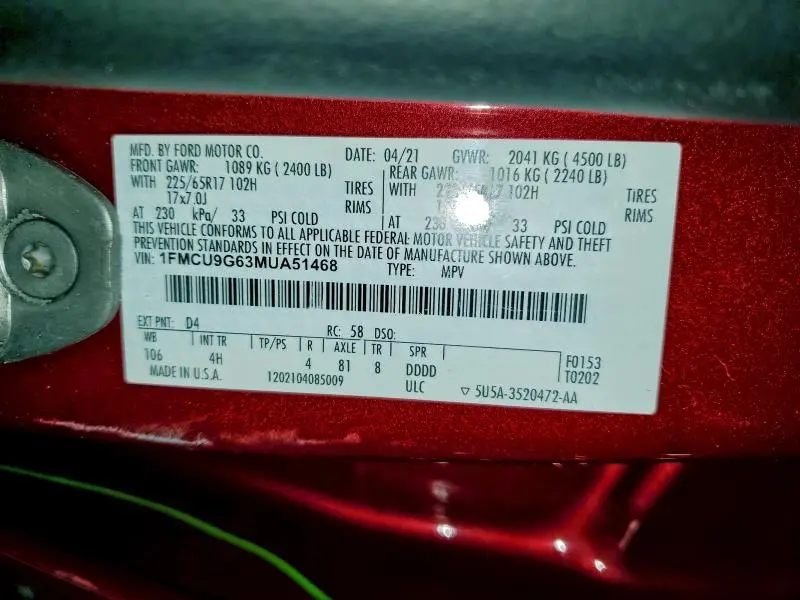 MFD. BY FORD MOTOR CO. DATE: 04/21 GVWR: 2041 KG ( 4500 LB)
FRONT GAWR: 1089 KG ( 2400 LB) REAR GAWR: 1016 KG ( 2240 LB)
WITH 225/65R17 102H TIRES WITH 102H TIRES
17x7.0J RIMS RIMS
AT 230 kPa/ 33 PSI COLD AT 33 PSI COLD
THIS VEHICLE CONFORMS TO ALL APPLICABLE FEDERAL MOTOR VEHICLE SAFETY AND THEFT
PREVENTION STANDARDS IN EFFECT ON THE DATE OF MANUFACTURE SHOWN ABOVE.
VIN: 1FMCU9G63MUA51468 TYPE: MPV
EXT PNT: D4 RC: 58 DSO:
WB INT TR TP/PS R AXLE TR SPR F0153
106 4H 4 81 8 DDDD T0202
MADE IN U.S.A. 1202104085009 ULC ▽ 5U5A-3520472-AA